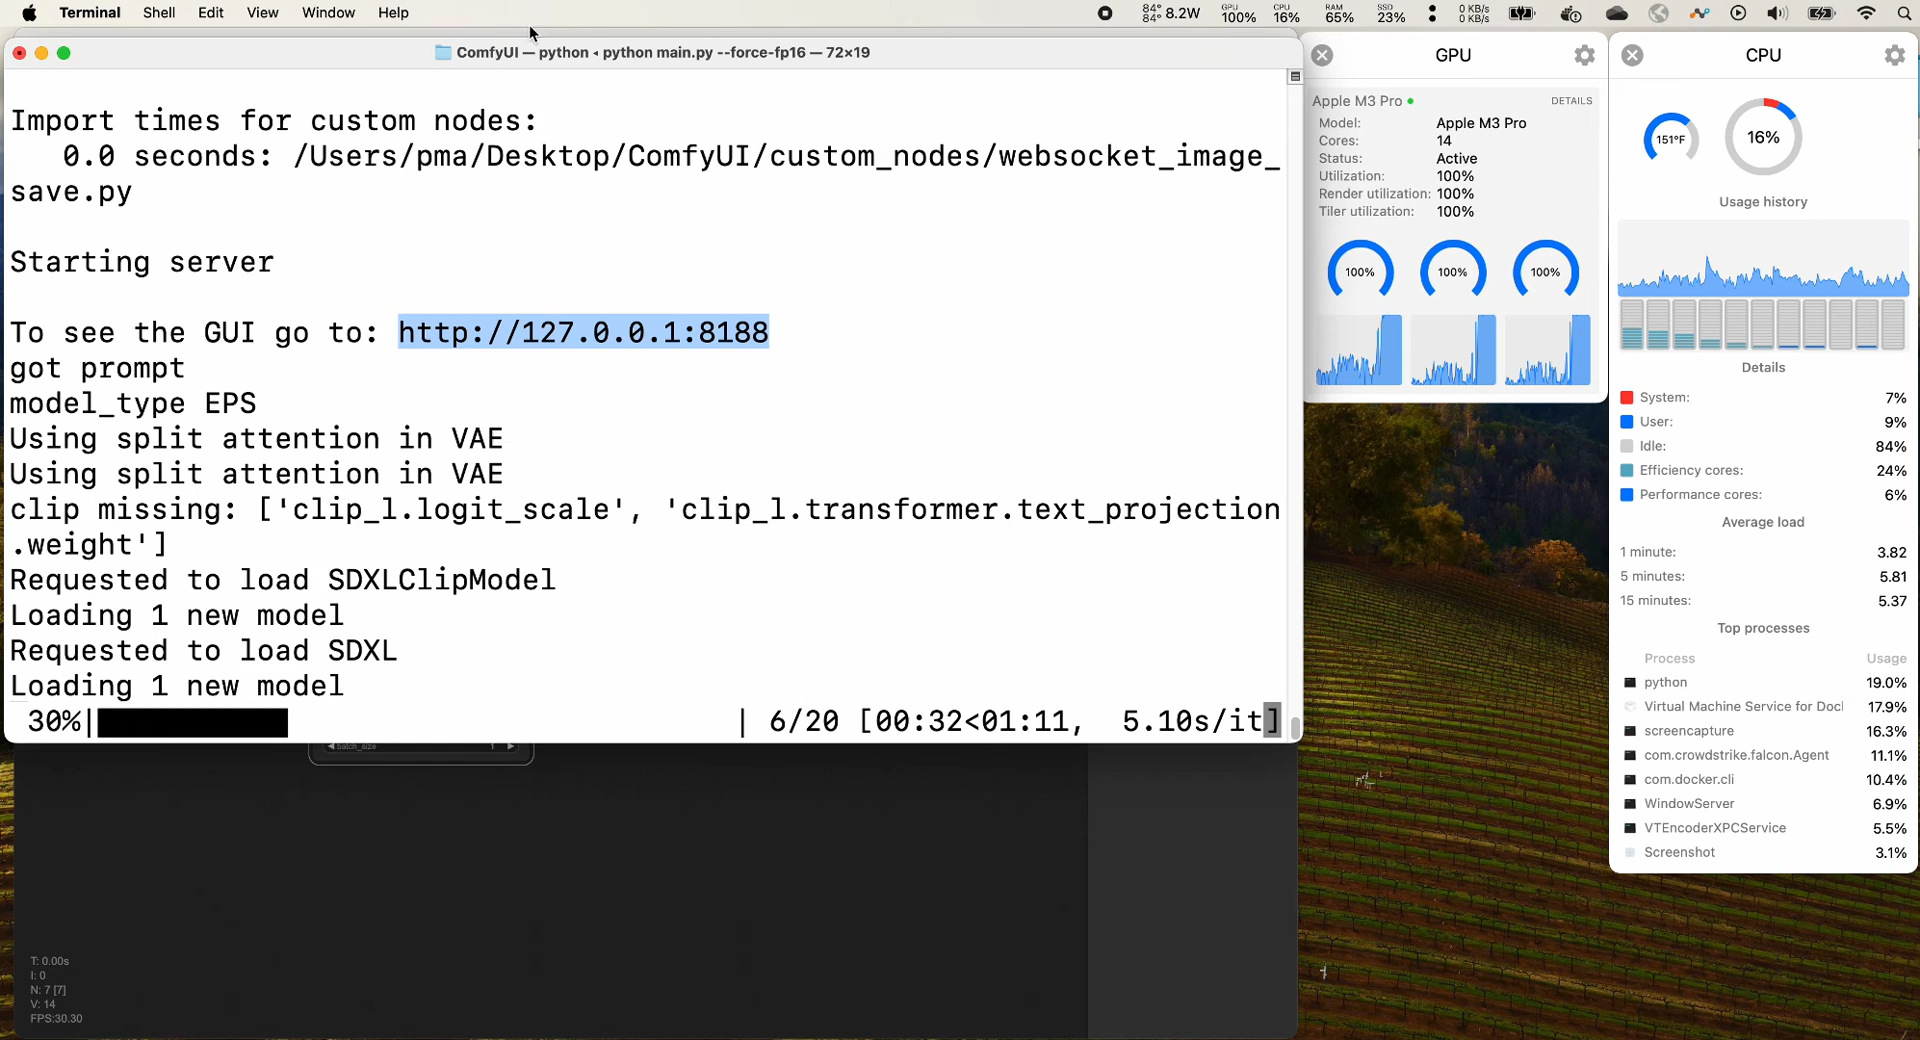 Terminal Shell Edit View Window Help
84° 84° 8.2W GPU 100% CPU 16% RAM 65% SSD 23% 0 KB/s 0 KB/s
ComfyUI — python ◂ python main.py --force-fp16 — 72×19
Import times for custom nodes:
0.0 seconds: /Users/pma/Desktop/ComfyUI/custom_nodes/websocket_image_
save.py
Starting server
To see the GUI go to: http://127.0.0.1:8188
got prompt
model_type EPS
Using split attention in VAE
Using split attention in VAE
clip missing: ['clip_l.logit_scale', 'clip_l.transformer.text_projection
.weight']
Requested to load SDXLClipModel
Loading 1 new model
Requested to load SDXL
Loading 1 new model
30%| | 6/20 [00:32<01:11, 5.10s/it]
batch_size 1
T: 0.00s
I: 0
N: 7 [7]
V: 14
FPS:30.30
GPU
Apple M3 Pro DETAILS
Model: Apple M3 Pro
Cores: 14
Status: Active
Utilization: 100%
Render utilization: 100%
Tiler utilization: 100%
100% 100% 100%
CPU
151°F 16%
Usage history
Details
System: 7%
User: 9%
Idle: 84%
Efficiency cores: 24%
Performance cores: 6%
Average load
1 minute: 3.82
5 minutes: 5.81
15 minutes: 5.37
Top processes
Process Usage
python 19.0%
Virtual Machine Service for Docl 17.9%
screencapture 16.3%
com.crowdstrike.falcon.Agent 11.1%
com.docker.cli 10.4%
WindowServer 6.9%
VTEncoderXPCService 5.5%
Screenshot 3.1%